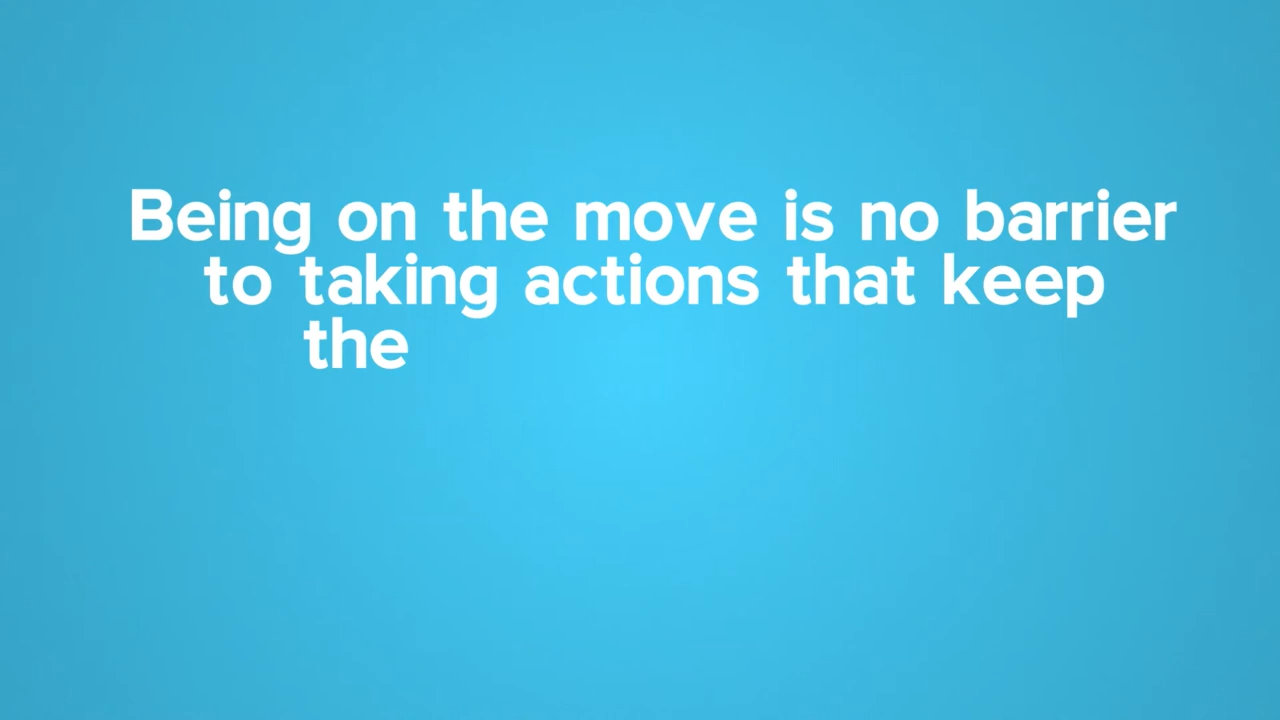 Being on the move is no barrier
to taking actions that keep
the